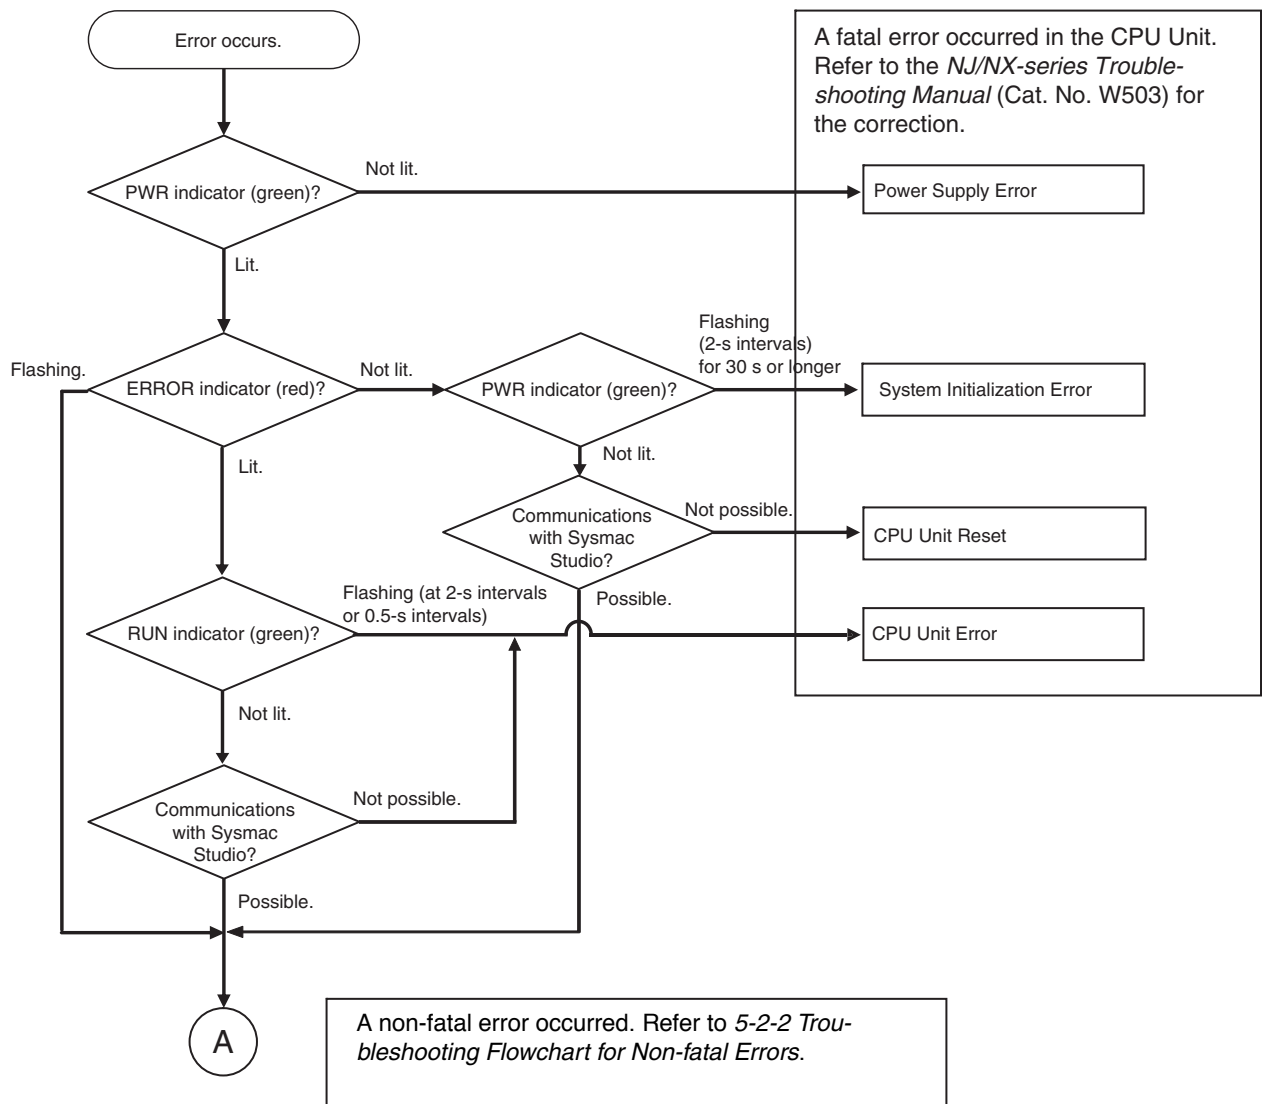 Error occurs.
A fatal error occurred in the CPU Unit.
Refer to the NJ/NX-series Trouble-
shooting Manual (Cat. No. W503) for
the correction.
PWR indicator (green)?
Not lit.
Power Supply Error
Lit.
Flashing.
ERROR indicator (red)?
Not lit.
PWR indicator (green)?
Flashing
(2-s intervals)
for 30 s or longer
System Initialization Error
Lit.
Not lit.
Communications
with Sysmac
Studio?
Not possible.
CPU Unit Reset
Possible.
RUN indicator (green)?
Flashing (at 2-s intervals
or 0.5-s intervals)
CPU Unit Error
Not lit.
Communications
with Sysmac
Studio?
Not possible.
Possible.
A
A non-fatal error occurred. Refer to 5-2-2 Trou-
bleshooting Flowchart for Non-fatal Errors.